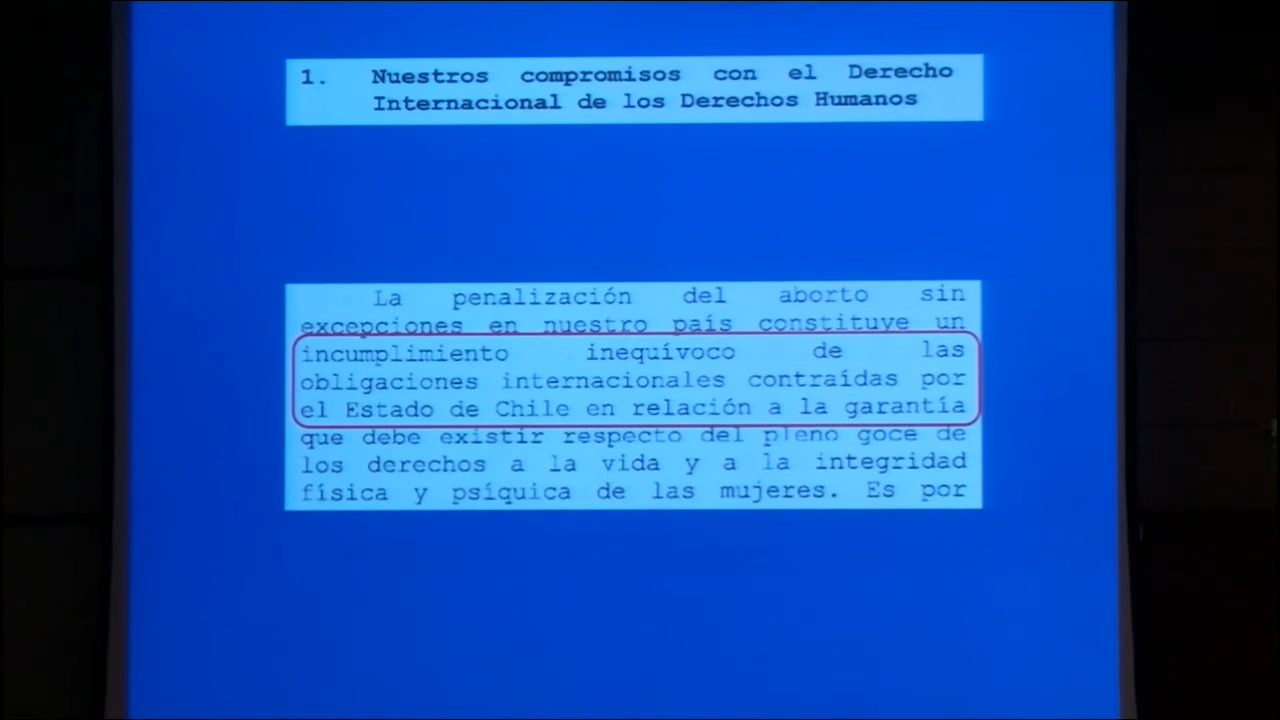 1. Nuestros compromisos con el Derecho
Internacional de los Derechos Humanos
La penalización del aborto sin
excepciones en nuestro país constituye un
incumplimiento inequívoco de las
obligaciones internacionales contraídas por
el Estado de Chile en relación a la garantía
que debe existir respecto del pleno goce de
los derechos a la vida y a la integridad
física y psíquica de las mujeres. Es por